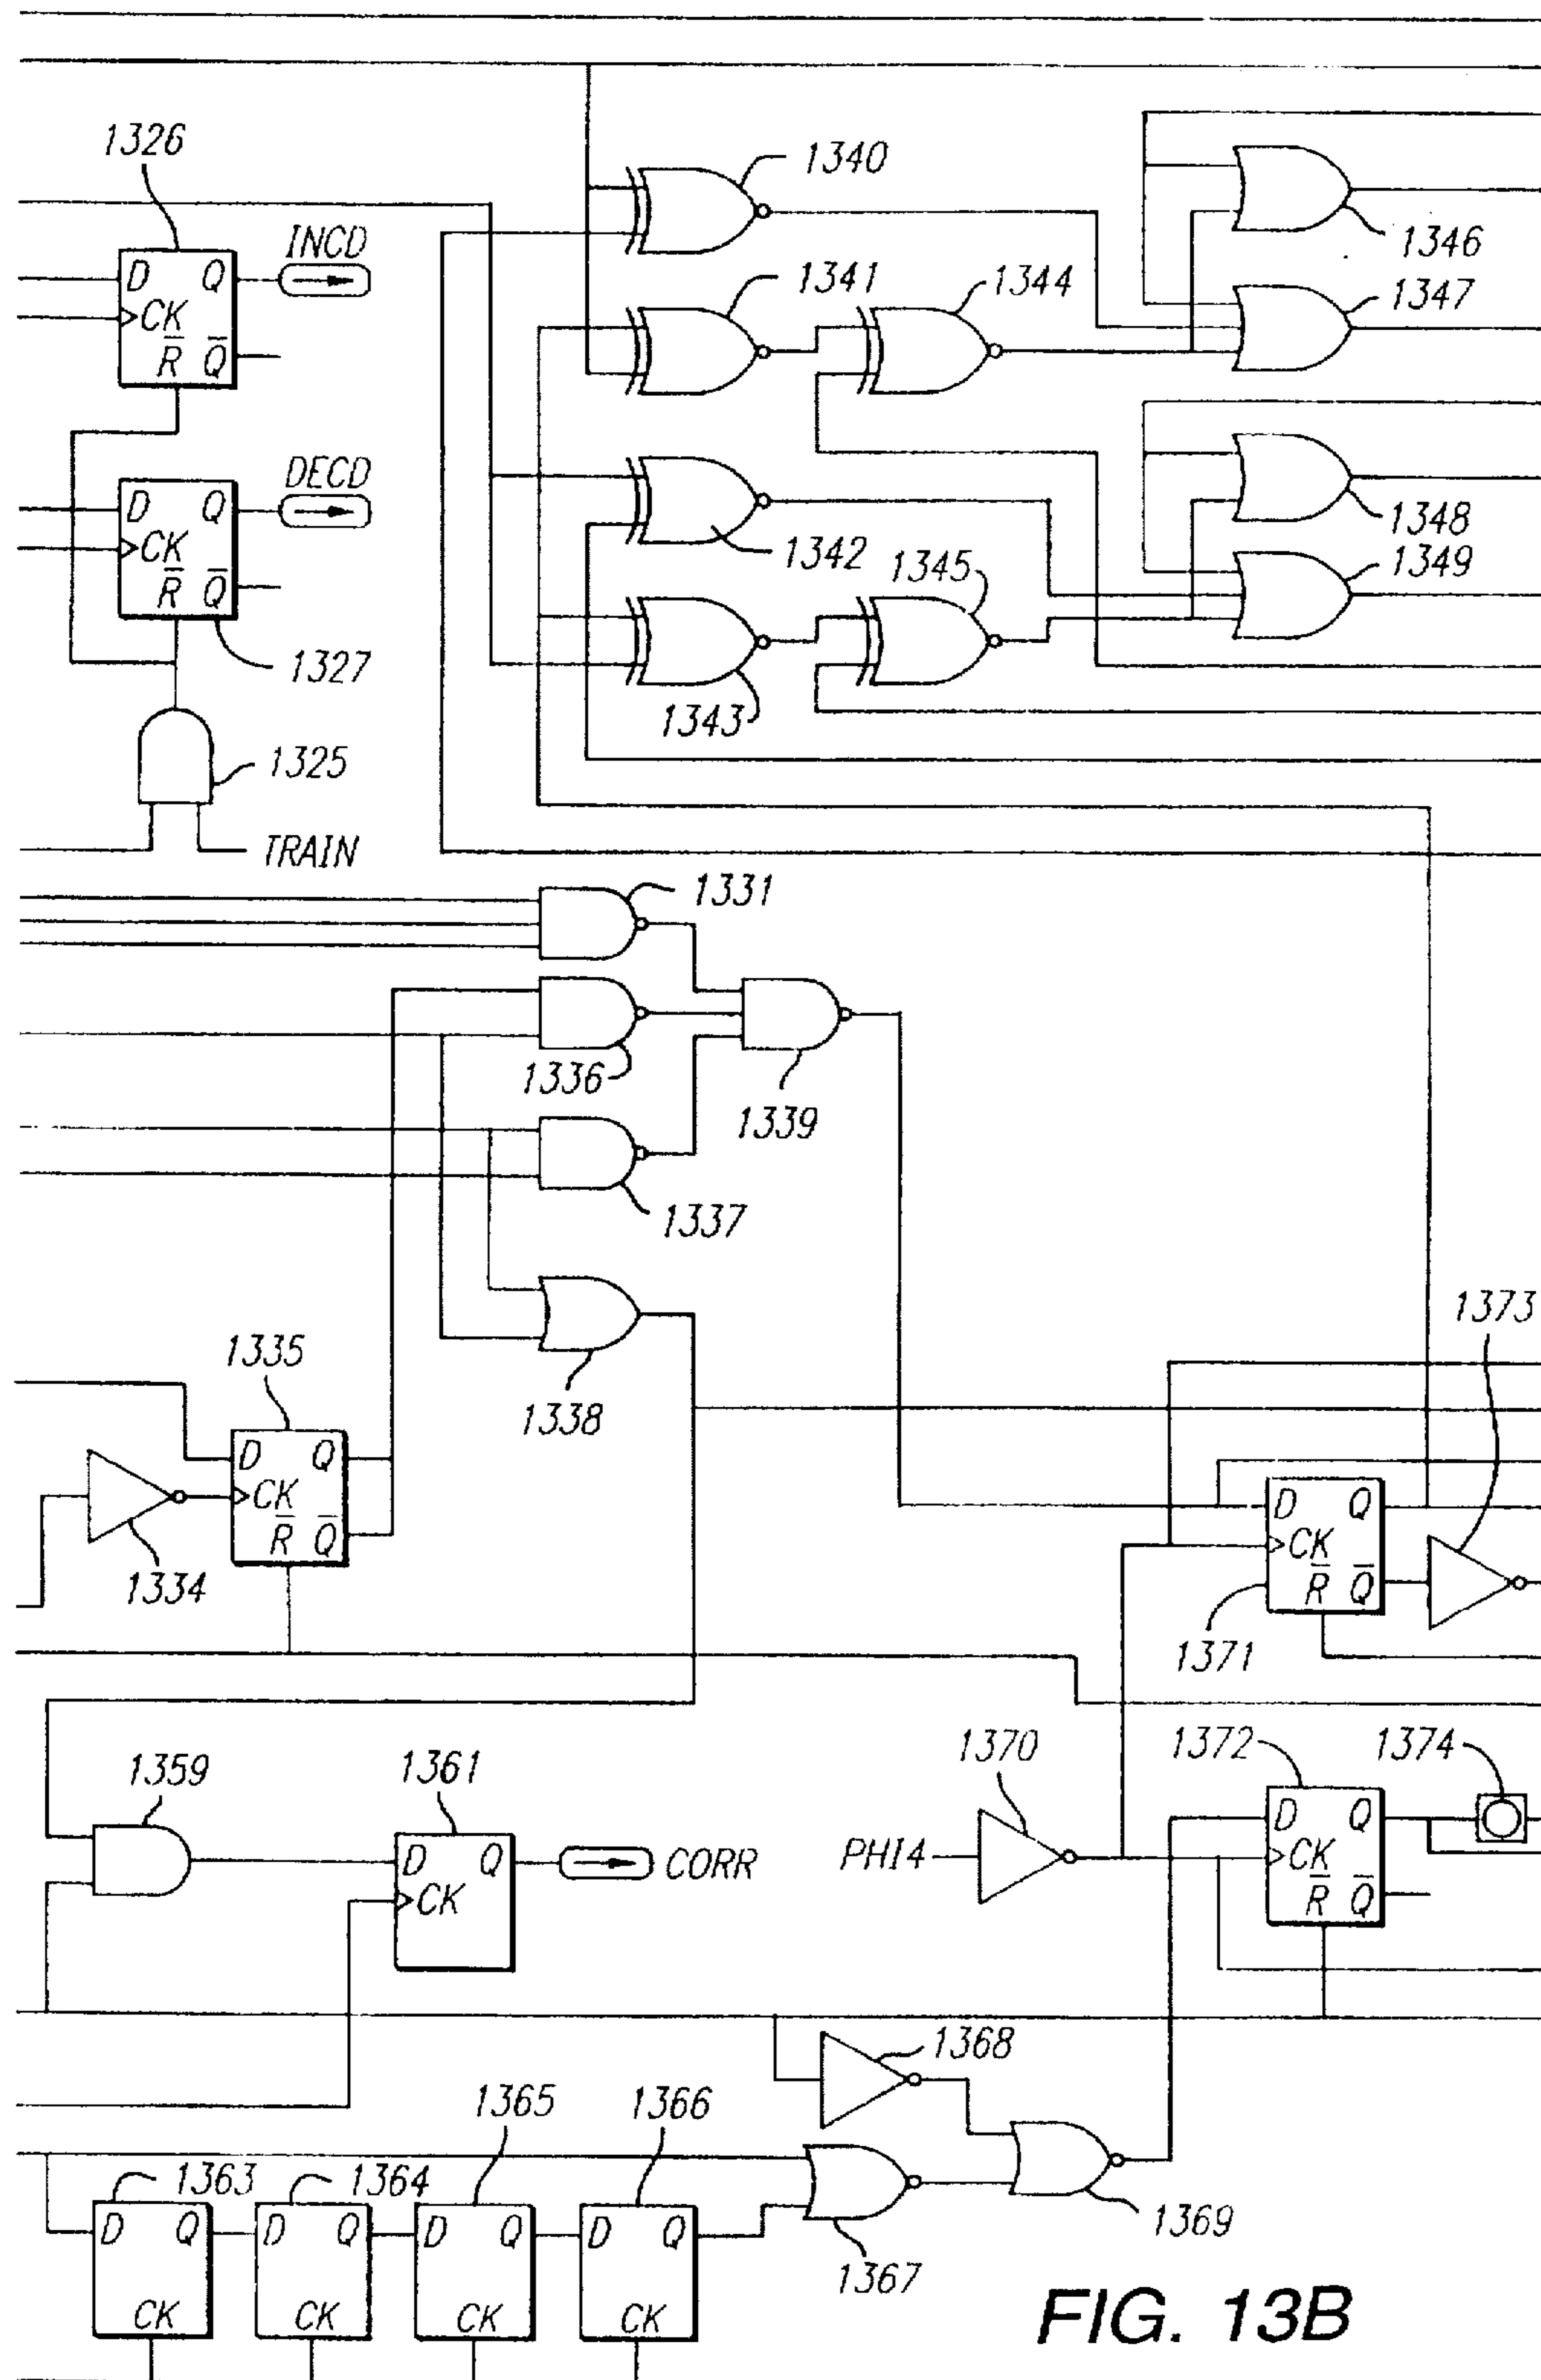 1326
1340
INCD
1346
D Q
CK
R̅ Q̅
1341
1344
1347
DECD
D Q
CK
R̅ Q̅
1348
1342
1345
1349
1327
1343
1325
TRAIN
1331
1336
1339
1337
1373
1335
1338
D Q
CK
R̅ Q̅
1334
D Q
CK
R̅ Q̅
1371
1370
1372
1374
1359
1361
D Q
CK
CORR
PHI4
D Q
CK
R̅ Q̅
1368
1365
1366
1363
1364
1369
D Q
CK
D Q
CK
D Q
CK
D Q
CK
1367
FIG. 13B